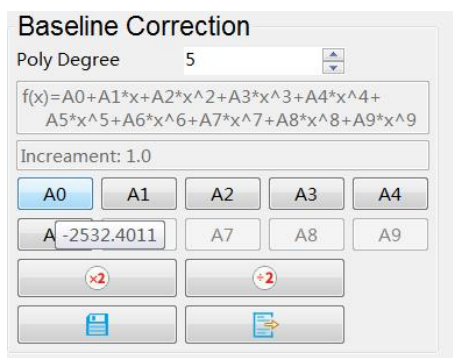 Baseline Correction
Poly Degree 5
f(x)=A0+A1*x+A2*x^2+A3*x^3+A4*x^4+
A5*x^5+A6*x^6+A7*x^7+A8*x^8+A9*x^9
Increament: 1.0
A0 A1 A2 A3 A4
A -2532.4011 A7 A8 A9
×2 ÷2